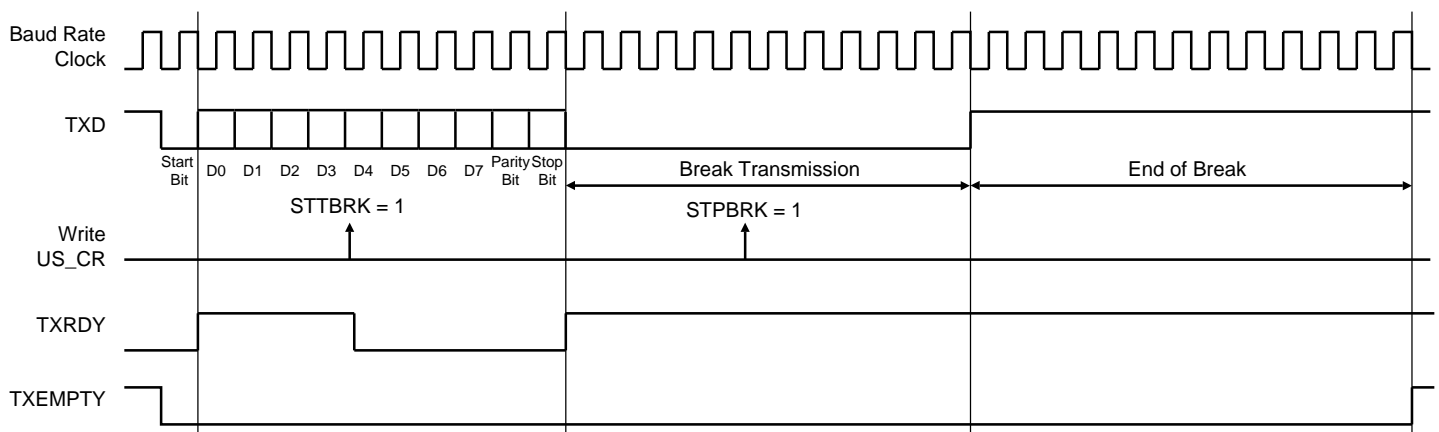 Baud Rate
Clock
TXD
Start
Bit
D0 D1 D2 D3 D4 D5 D6 D7
Parity
Bit
Stop
Bit
Break Transmission
End of Break
STTBRK = 1
STPBRK = 1
Write
US_CR
TXRDY
TXEMPTY